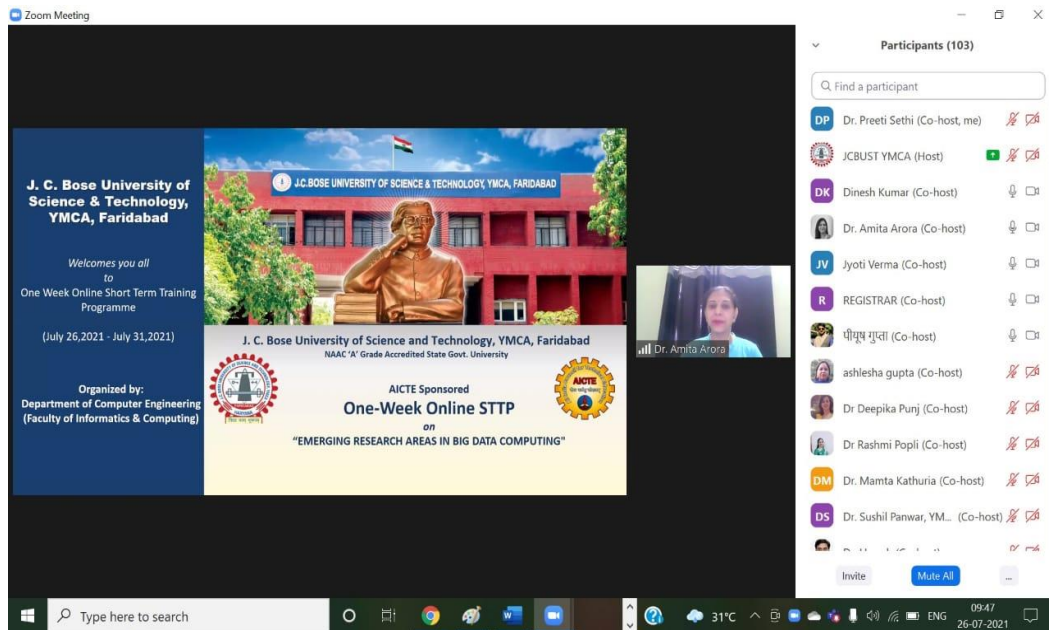 Zoom Meeting
J. C. Bose University of
Science & Technology,
YMCA, Faridabad
Welcomes you all
to
One Week Online Short Term Training
Programme
(July 26,2021 - July 31,2021)
Organized by:
Department of Computer Engineering
(Faculty of Informatics & Computing)
J.C.BOSE UNIVERSITY OF SCIENCE & TECHNOLOGY, YMCA, FARIDABAD
J. C. Bose University of Science and Technology, YMCA, Faridabad
NAAC ‘A’ Grade Accredited State Govt. University
AICTE Sponsored
One-Week Online STTP
on
"EMERGING RESEARCH AREAS IN BIG DATA COMPUTING"
AICTE
Dr. Amita Arora
Participants (103)
Find a participant
DP Dr. Preeti Sethi (Co-host, me)
JCBUST YMCA (Host)
DK Dinesh Kumar (Co-host)
Dr. Amita Arora (Co-host)
JV Jyoti Verma (Co-host)
R REGISTRAR (Co-host)
पीयूष गुप्ता (Co-host)
ashlesha gupta (Co-host)
Dr Deepika Punj (Co-host)
Dr Rashmi Popli (Co-host)
DM Dr. Mamta Kathuria (Co-host)
DS Dr. Sushil Panwar, YM... (Co-host)
Invite
Mute All
...
Type here to search
31°C
ENG
09:47
26-07-2021